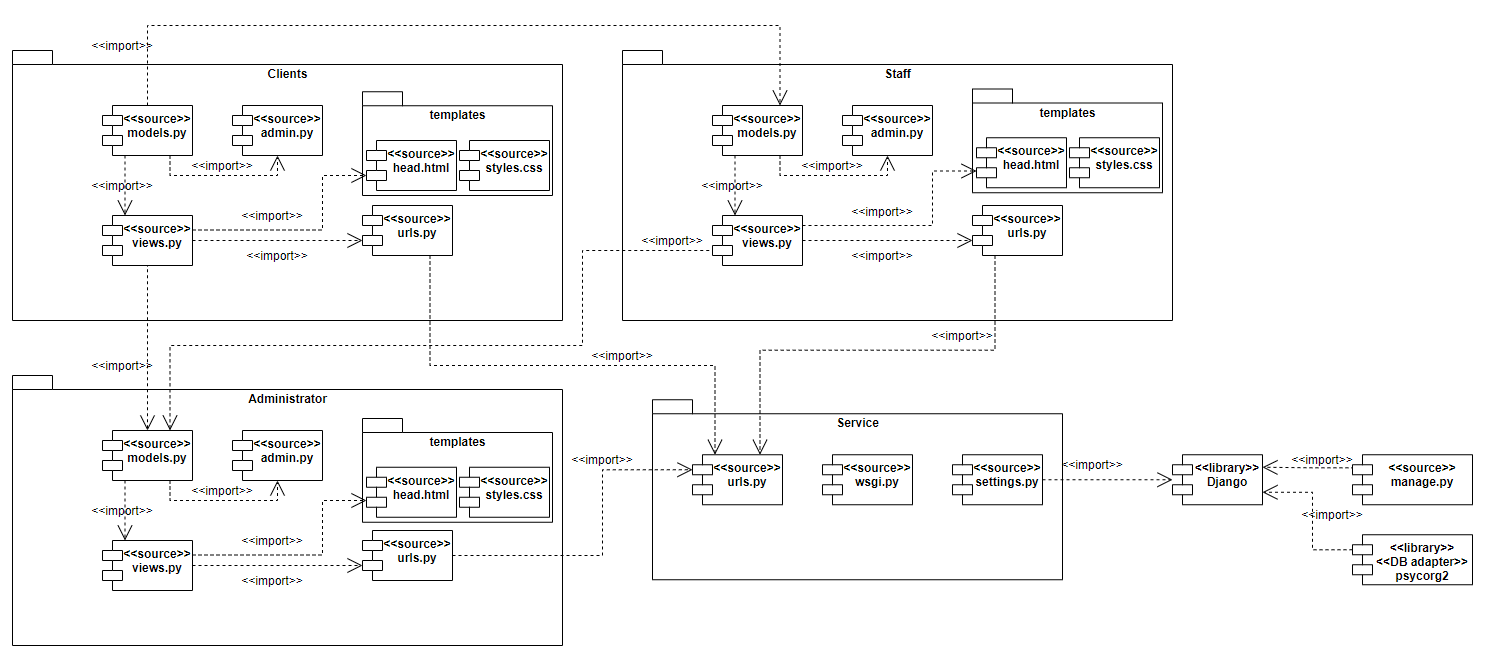 <<import>>
Clients
<<source>>
models.py
<<source>>
admin.py
templates
<<source>>
head.html
<<source>>
styles.css
<<import>>
<<import>>
<<source>>
views.py
<<import>>
<<import>>
<<source>>
urls.py
Staff
<<source>>
models.py
<<source>>
admin.py
templates
<<source>>
head.html
<<source>>
styles.css
<<import>>
<<import>>
<<source>>
views.py
<<import>>
<<import>>
<<source>>
urls.py
<<import>>
<<import>>
<<import>>
<<import>>
Administrator
<<source>>
models.py
<<source>>
admin.py
templates
<<source>>
head.html
<<source>>
styles.css
<<import>>
<<import>>
<<source>>
views.py
<<import>>
<<import>>
<<source>>
urls.py
<<import>>
Service
<<source>>
urls.py
<<source>>
wsgi.py
<<source>>
settings.py
<<import>>
<<library>>
Django
<<import>>
<<source>>
manage.py
<<import>>
<<library>>
<<DB adapter>>
psycorg2